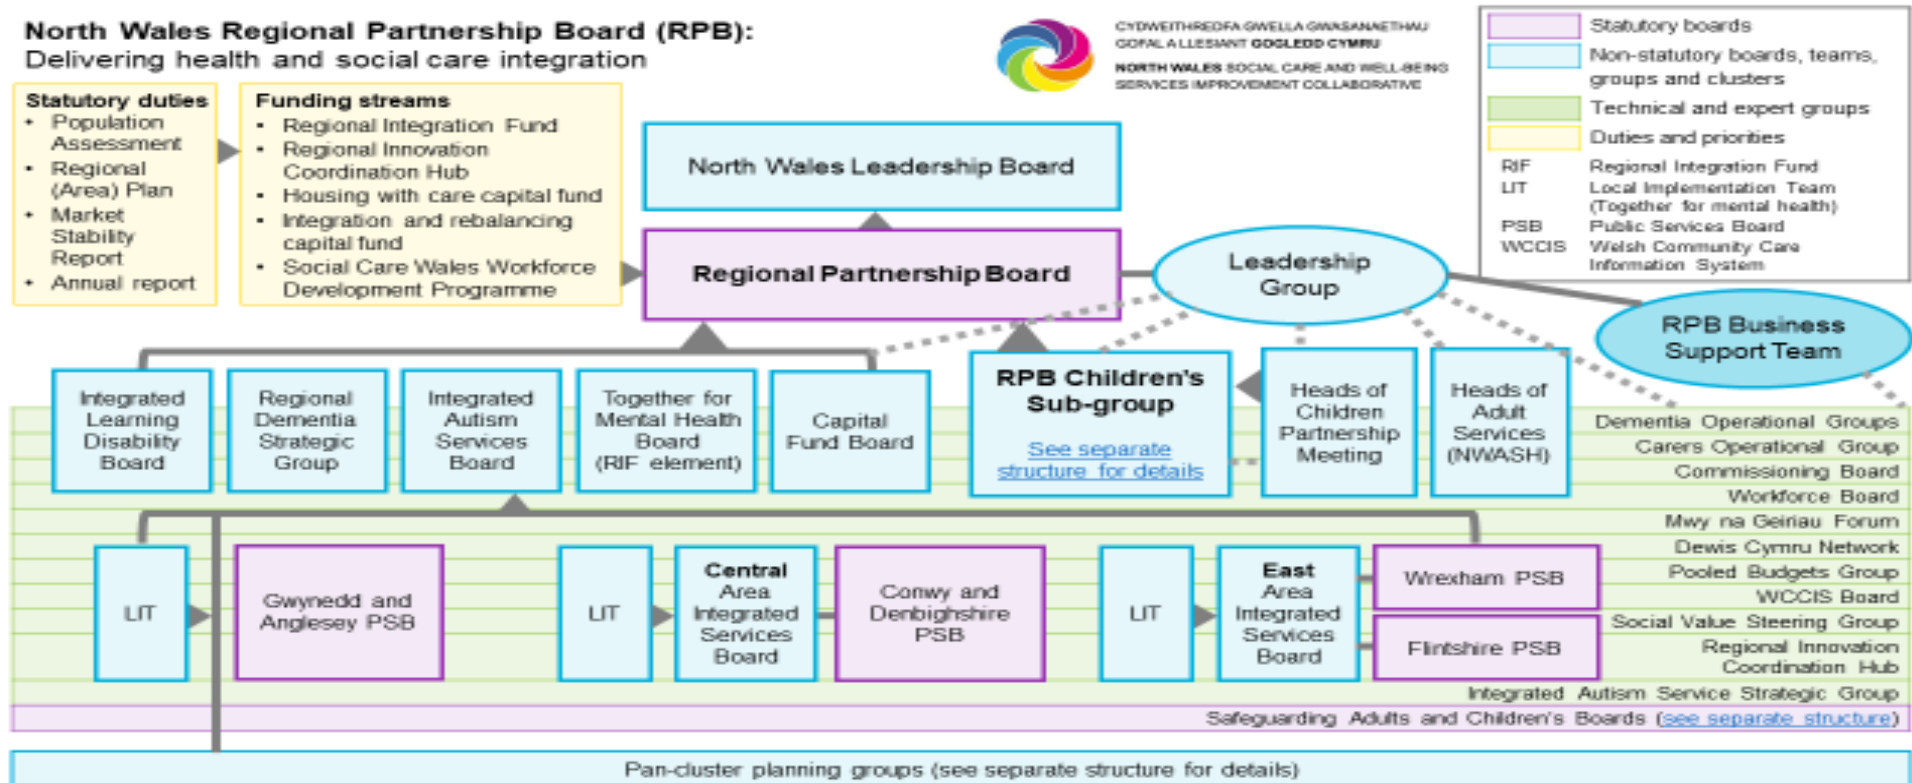 North Wales Regional Partnership Board (RPB):
Delivering health and social care integration
CYDWEITHREDFA GWELLA GWASANAETHAU
GOFAL A LLESIANT GOGLEDD CYMRU
NORTH WALES SOCIAL CARE AND WELL-BEING
SERVICES IMPROVEMENT COLLABORATIVE
Statutory boards
Non-statutory boards, teams,
groups and clusters
Technical and expert groups
Duties and priorities
RIF Regional Integration Fund
LIT Local Implementation Team
(Together for mental health)
PSB Public Services Board
WCCIS Welsh Community Care
Information System
Statutory duties
• Population
Assessment
• Regional
(Area) Plan
• Market
Stability
Report
• Annual report
Funding streams
• Regional Integration Fund
• Regional Innovation
Coordination Hub
• Housing with care capital fund
• Integration and rebalancing
capital fund
• Social Care Wales Workforce
Development Programme
North Wales Leadership Board
Regional Partnership Board
Leadership
Group
RPB Business
Support Team
Integrated
Learning
Disability
Board
Regional
Dementia
Strategic
Group
Integrated
Autism
Services
Board
Together for
Mental Health
Board
(RIF element)
Capital
Fund Board
RPB Children's
Sub-group
See separate
structure for details
Heads of
Children
Partnership
Meeting
Heads of
Adult
Services
(NWASH)
Dementia Operational Groups
Carers Operational Group
Commissioning Board
Workforce Board
Mwy na Geiriau Forum
Dewis Cymru Network
Pooled Budgets Group
WCCIS Board
Social Value Steering Group
Regional Innovation
Coordination Hub
Integrated Autism Service Strategic Group
LIT
Gwynedd and
Anglesey PSB
LIT
Central
Area
Integrated
Services
Board
Conwy and
Denbighshire
PSB
LIT
East
Area
Integrated
Services
Board
Wrexham PSB
Flintshire PSB
Safeguarding Adults and Children's Boards (see separate structure)
Pan-cluster planning groups (see separate structure for details)